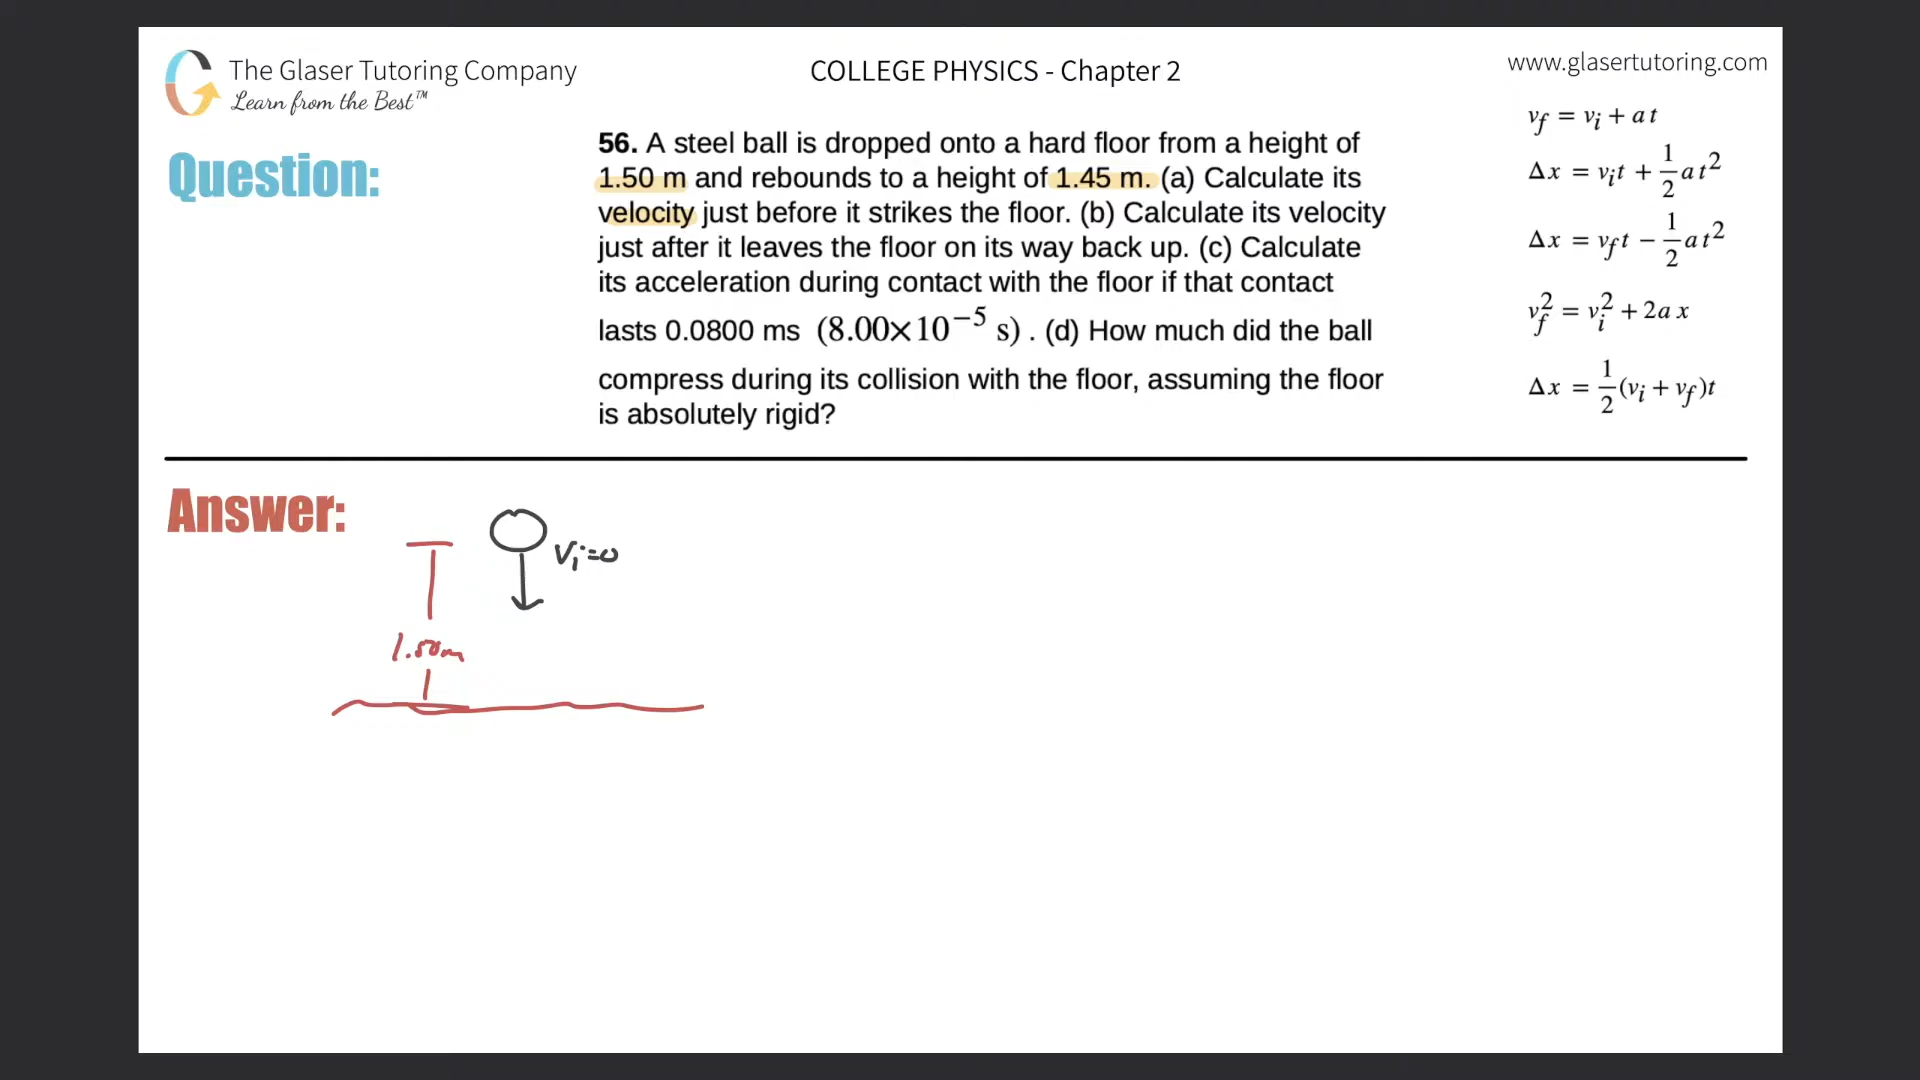 The Glaser Tutoring Company
Learn from the Best™
COLLEGE PHYSICS - Chapter 2
www.glasertutoring.com
Question:
56. A steel ball is dropped onto a hard floor from a height of
1.50 m and rebounds to a height of 1.45 m. (a) Calculate its
velocity just before it strikes the floor. (b) Calculate its velocity
just after it leaves the floor on its way back up. (c) Calculate
its acceleration during contact with the floor if that contact
lasts 0.0800 ms (8.00×10⁻⁵ s) . (d) How much did the ball
compress during its collision with the floor, assuming the floor
is absolutely rigid?
v_f = v_i + a t
Δx = v_i t + 1/2 a t²
Δx = v_f t − 1/2 a t²
v_f² = v_i² + 2a x
Δx = 1/2 (v_i + v_f)t
Answer:
v_i=0
1.50m